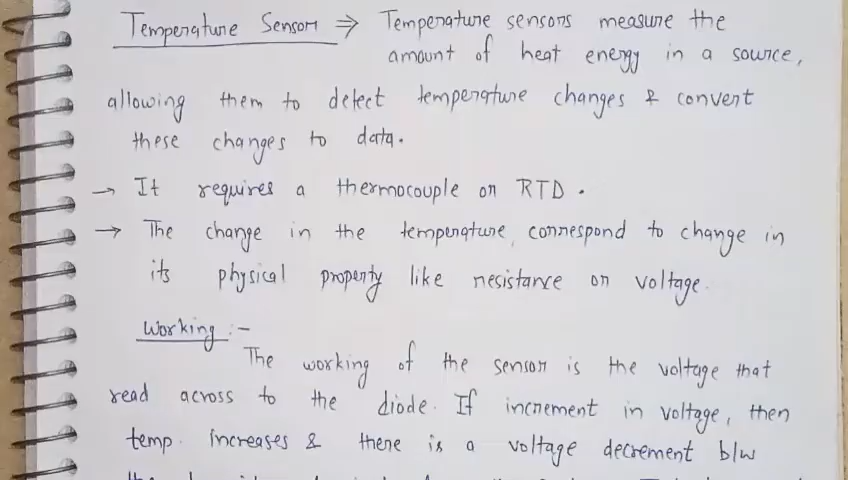 Temperature Sensor ⇒ Temperature sensors measure the
amount of heat energy in a source,
allowing them to detect temperature changes & convert
these changes to data.
→ It requires a thermocouple or RTD.
→ The change in the temperature, correspond to change in
its physical property like resistance or voltage.
Working :-
The working of the sensor is the voltage that
read across to the diode. If increment in voltage, then
temp. increases & there is a voltage decrement b/w